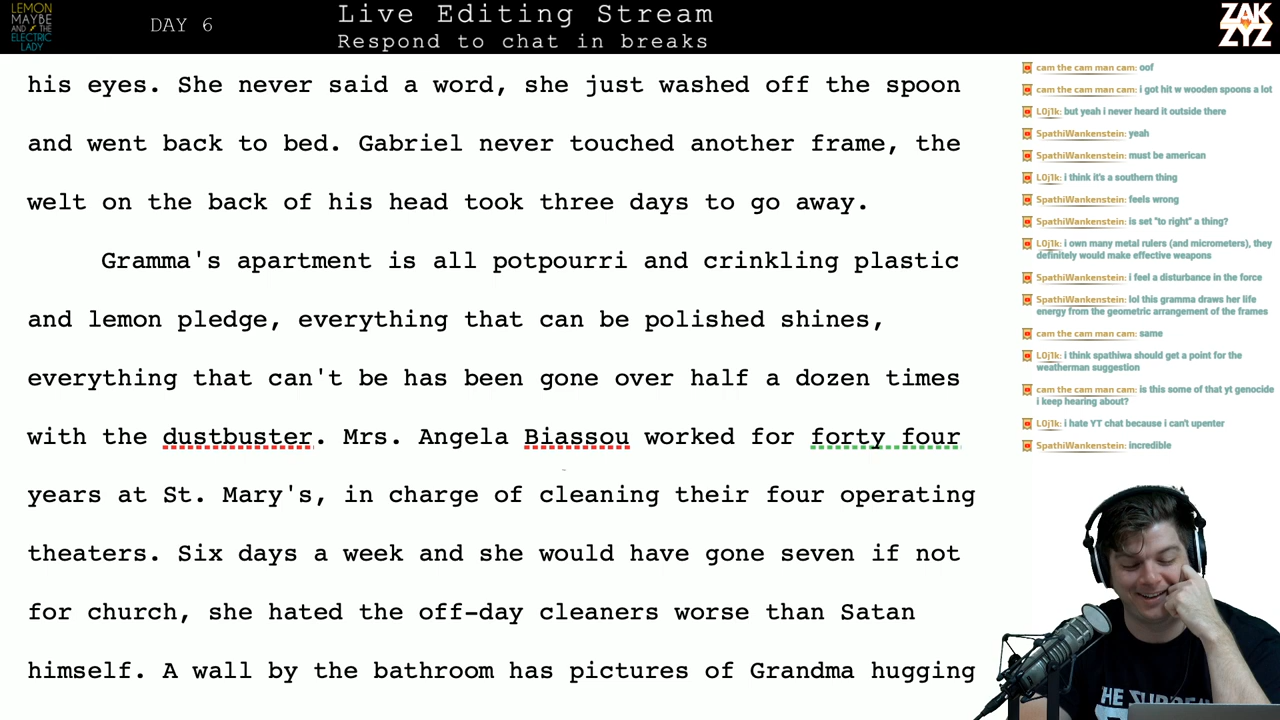 LEMON
MAYBE
AND THE
ELECTRIC
LADY
DAY 6
Live Editing Stream
Respond to chat in breaks
ZAK
ZYZ
his eyes. She never said a word, she just washed off the spoon
and went back to bed. Gabriel never touched another frame, the
welt on the back of his head took three days to go away.
Gramma's apartment is all potpourri and crinkling plastic
and lemon pledge, everything that can be polished shines,
everything that can't be has been gone over half a dozen times
with the dustbuster. Mrs. Angela Biassou worked for forty four
years at St. Mary's, in charge of cleaning their four operating
theaters. Six days a week and she would have gone seven if not
for church, she hated the off-day cleaners worse than Satan
himself. A wall by the bathroom has pictures of Grandma hugging
cam the cam man cam: oof
cam the cam man cam: i got hit w wooden spoons a lot
L0j1k: but yeah i never heard it outside there
SpathiWankenstein: yeah
SpathiWankenstein: must be american
L0j1k: i think it's a southern thing
SpathiWankenstein: feels wrong
SpathiWankenstein: is set "to right" a thing?
L0j1k: i own many metal rulers (and micrometers), they
definitely would make effective weapons
SpathiWankenstein: i feel a disturbance in the force
SpathiWankenstein: lol this gramma draws her life
energy from the geometric arrangement of the frames
cam the cam man cam: same
L0j1k: i think spathiwa should get a point for the
weatherman suggestion
cam the cam man cam: is this some of that yt genocide
i keep hearing about?
L0j1k: i hate YT chat because i can't upenter
SpathiWankenstein: incredible
THE